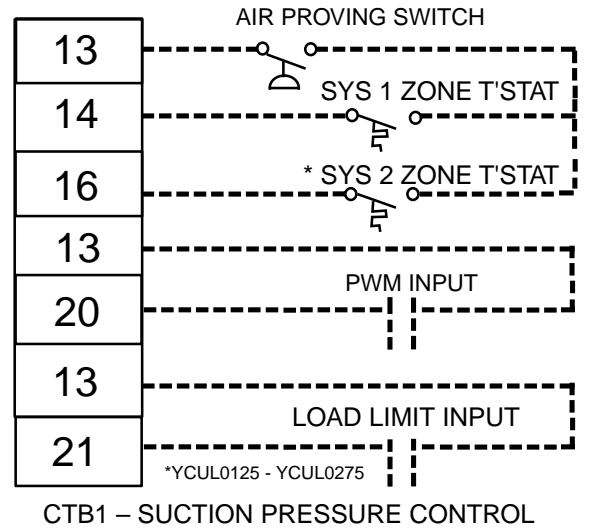 AIR PROVING SWITCH
13
SYS 1 ZONE T'STAT
14
* SYS 2 ZONE T'STAT
16
13
PWM INPUT
20
13
LOAD LIMIT INPUT
21
*YCUL0125 - YCUL0275
CTB1 – SUCTION PRESSURE CONTROL